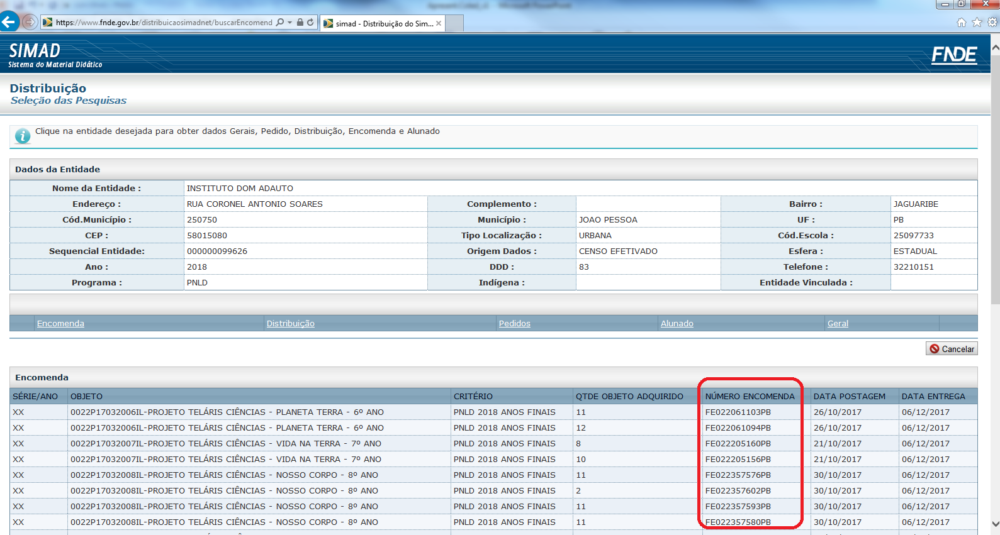 https://www.fnde.gov.br/distribuicaosimadnet/buscarEncomend
simad - Distribuição do Sim...
SIMAD
Sistema do Material Didático
FNDE
Distribuição
Seleção das Pesquisas
Clique na entidade desejada para obter dados Gerais, Pedido, Distribuição, Encomenda e Alunado
Dados da Entidade
Nome da Entidade : INSTITUTO DOM ADAUTO
Endereço : RUA CORONEL ANTONIO SOARES Complemento : Bairro : JAGUARIBE
Cód.Município : 250750 Município : JOAO PESSOA UF : PB
CEP : 58015080 Tipo Localização : URBANA Cód.Escola : 25097733
Sequencial Entidade: 000000099626 Origem Dados : CENSO EFETIVADO Esfera : ESTADUAL
Ano : 2018 DDD : 83 Telefone : 32210151
Programa : PNLD Indígena : Entidade Vinculada :
Encomenda Distribuição Pedidos Alunado Geral
Cancelar
Encomenda
SÉRIE/ANO OBJETO CRITÉRIO QTDE OBJETO ADQUIRIDO NÚMERO ENCOMENDA DATA POSTAGEM DATA ENTREGA
XX 0022P17032006IL-PROJETO TELÁRIS CIÊNCIAS - PLANETA TERRA - 6º ANO PNLD 2018 ANOS FINAIS 11 FE022061103PB 26/10/2017 06/12/2017
XX 0022P17032006IL-PROJETO TELÁRIS CIÊNCIAS - PLANETA TERRA - 6º ANO PNLD 2018 ANOS FINAIS 12 FE022061094PB 26/10/2017 06/12/2017
XX 0022P17032007IL-PROJETO TELÁRIS CIÊNCIAS - VIDA NA TERRA - 7º ANO PNLD 2018 ANOS FINAIS 8 FE022205160PB 21/10/2017 06/12/2017
XX 0022P17032007IL-PROJETO TELÁRIS CIÊNCIAS - VIDA NA TERRA - 7º ANO PNLD 2018 ANOS FINAIS 10 FE022205156PB 21/10/2017 06/12/2017
XX 0022P17032008IL-PROJETO TELÁRIS CIÊNCIAS - NOSSO CORPO - 8º ANO PNLD 2018 ANOS FINAIS 11 FE022357576PB 30/10/2017 06/12/2017
XX 0022P17032008IL-PROJETO TELÁRIS CIÊNCIAS - NOSSO CORPO - 8º ANO PNLD 2018 ANOS FINAIS 2 FE022357602PB 30/10/2017 06/12/2017
XX 0022P17032008IL-PROJETO TELÁRIS CIÊNCIAS - NOSSO CORPO - 8º ANO PNLD 2018 ANOS FINAIS 11 FE022357593PB 30/10/2017 06/12/2017
XX 0022P17032008IL-PROJETO TELÁRIS CIÊNCIAS - NOSSO CORPO - 8º ANO PNLD 2018 ANOS FINAIS 11 FE022357580PB 30/10/2017 06/12/2017